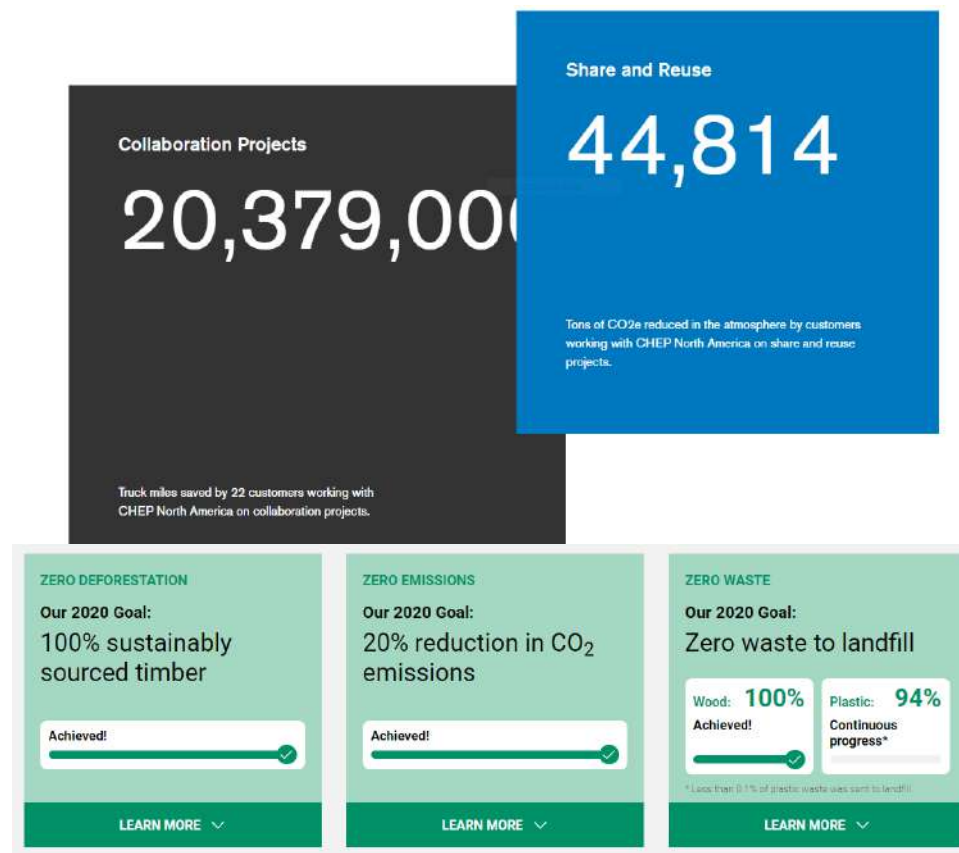 Share and Reuse
44,814
Tons of CO2e reduced in the atmosphere by customers
working with CHEP North America on share and reuse
projects.
Collaboration Projects
20,379,00
Truck miles saved by 22 customers working with
CHEP North America on collaboration projects.
ZERO DEFORESTATION
Our 2020 Goal:
100% sustainably
sourced timber
Achieved!
LEARN MORE
ZERO EMISSIONS
Our 2020 Goal:
20% reduction in CO₂
emissions
Achieved!
LEARN MORE
ZERO WASTE
Our 2020 Goal:
Zero waste to landfill
Wood: 100%
Achieved!
Plastic: 94%
Continuous
progress*
*Less than 0.1% of plastic waste was sent to landfill
LEARN MORE